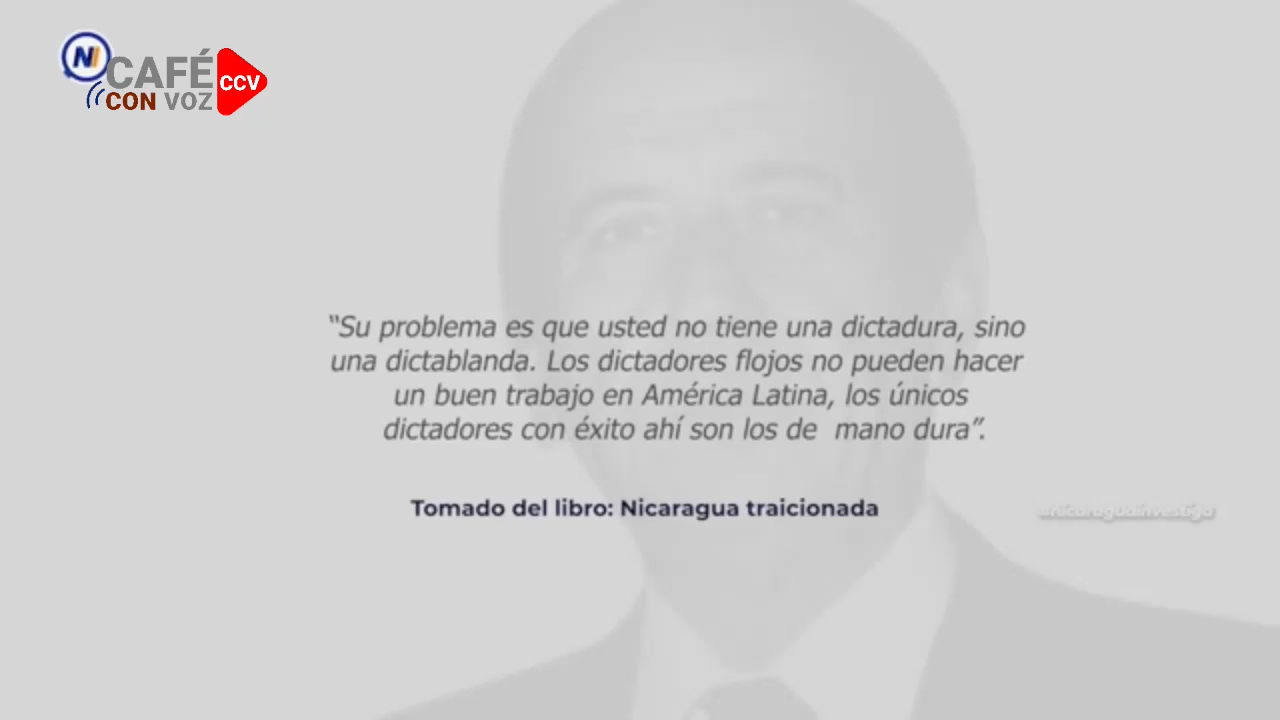 NI
CAFÉ
CON VOZ
CCV
“Su problema es que usted no tiene una dictadura, sino
una dictablanda. Los dictadores flojos no pueden hacer
un buen trabajo en América Latina, los únicos
dictadores con éxito ahí son los de mano dura”.
Tomado del libro: Nicaragua traicionada
#nicaraguainvestiga